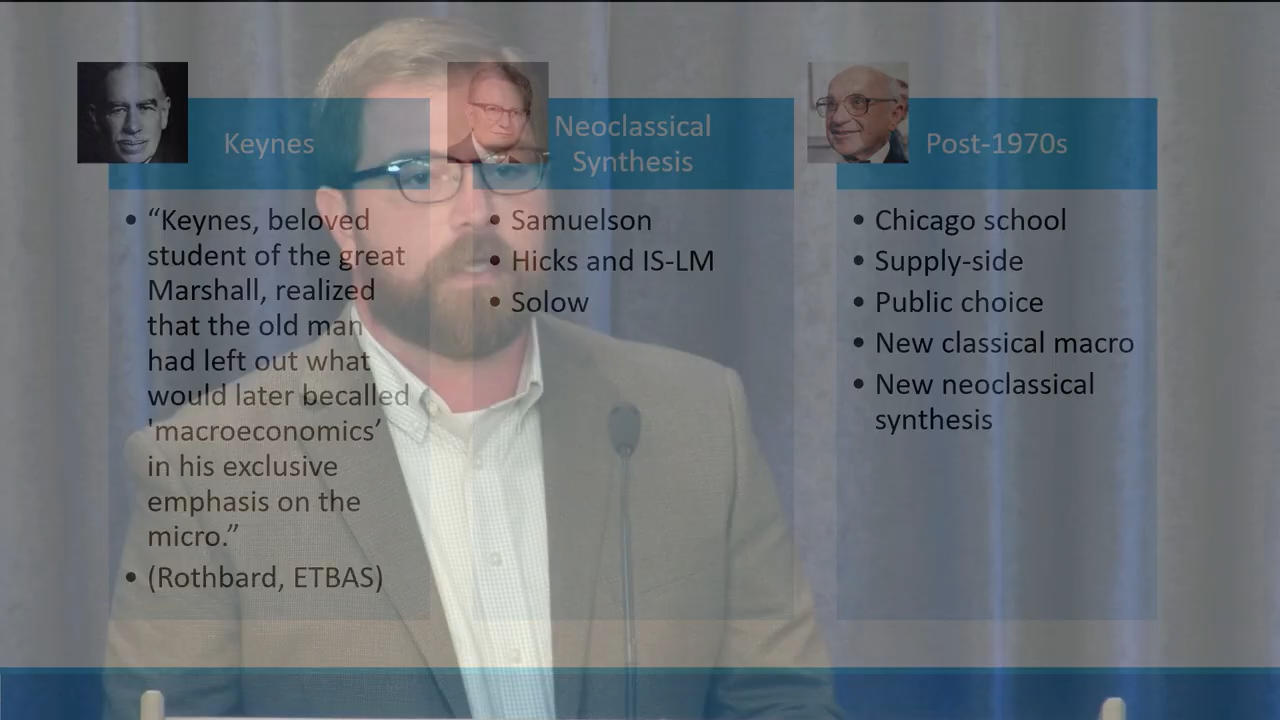 Keynes
“Keynes, beloved
student of the great
Marshall, realized
that the old man
had left out what
would later becalled
'macroeconomics’
in his exclusive
emphasis on the
micro.”
(Rothbard, ETBAS)
Neoclassical
Synthesis
Samuelson
Hicks and IS-LM
Solow
Post-1970s
Chicago school
Supply-side
Public choice
New classical macro
New neoclassical
synthesis